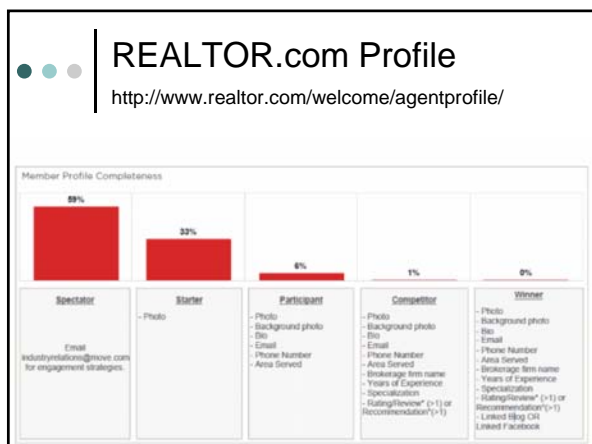 REALTOR.com Profile
http://www.realtor.com/welcome/agentprofile/
Member Profile Completeness
59%
33%
6%
1%
0%
Spectator
Email
industryrelations@move.com
for engagement strategies.
Starter
- Photo
Participant
- Photo
- Background photo
- Bio
- Email
- Phone Number
- Area Served
Competitor
- Photo
- Background photo
- Bio
- Email
- Phone Number
- Area Served
- Brokerage firm name
- Years of Experience
- Specialization
- Rating/Review* (>1) or
Recommendation*(>1)
Winner
- Photo
- Background photo
- Bio
- Email
- Phone Number
- Area Served
- Brokerage firm name
- Years of Experience
- Specialization
- Rating/Review* (>1) or
Recommendation*(>1)
- Linked Blog OR
Linked Facebook